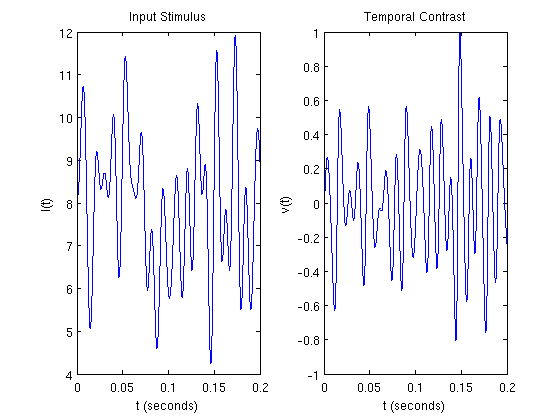 Input Stimulus
12
11
10
9
8
7
6
5
4
I(t)
0 0.05 0.1 0.15 0.2
t (seconds)
Temporal Contrast
1
0.8
0.6
0.4
0.2
0
-0.2
-0.4
-0.6
-0.8
-1
v(t)
0 0.05 0.1 0.15 0.2
t (seconds)